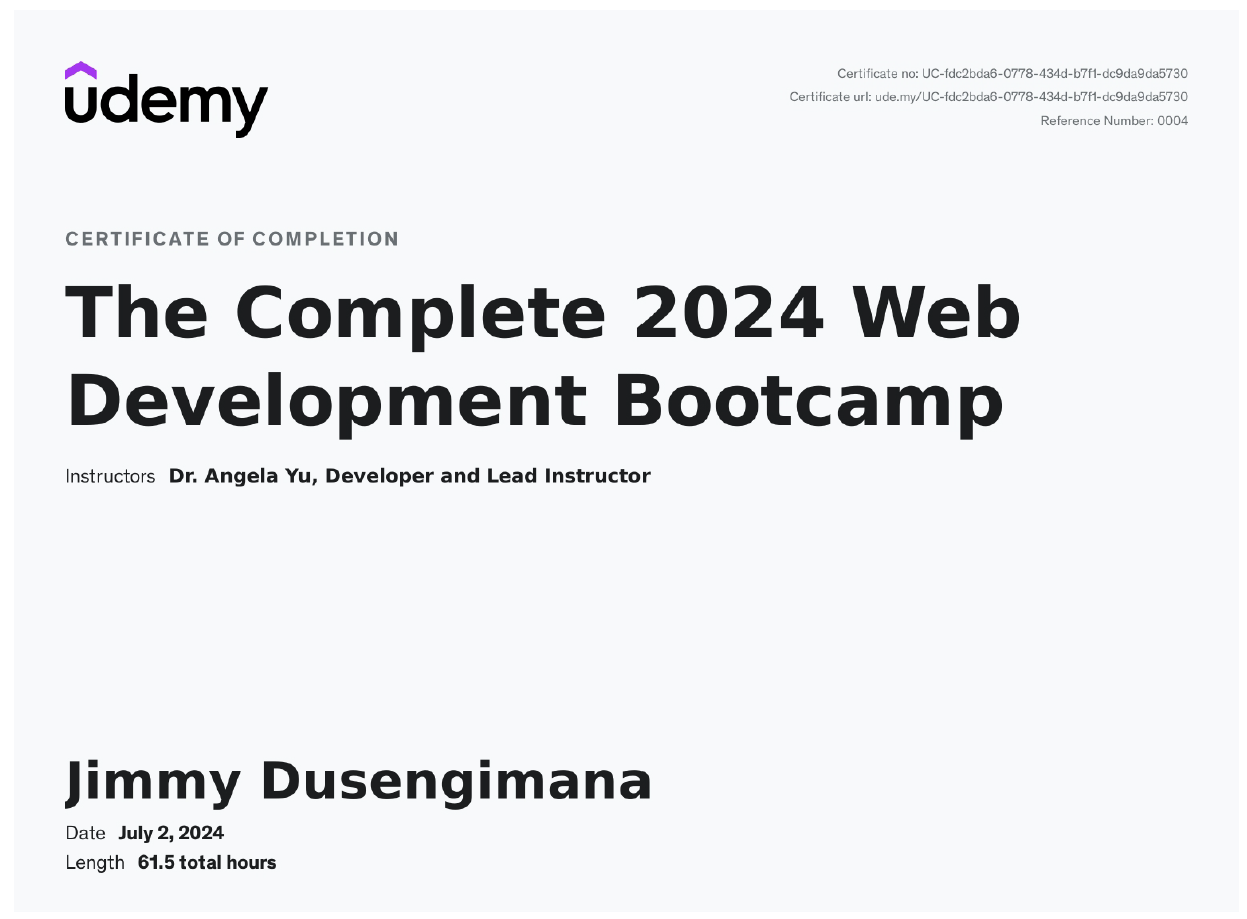 udemy
Certificate no: UC-fdc2bda6-0778-434d-b7f1-dc9da9da5730
Certificate url: ude.my/UC-fdc2bda6-0778-434d-b7f1-dc9da9da5730
Reference Number: 0004
CERTIFICATE OF COMPLETION
The Complete 2024 Web
Development Bootcamp
Instructors Dr. Angela Yu, Developer and Lead Instructor
Jimmy Dusengimana
Date July 2, 2024
Length 61.5 total hours